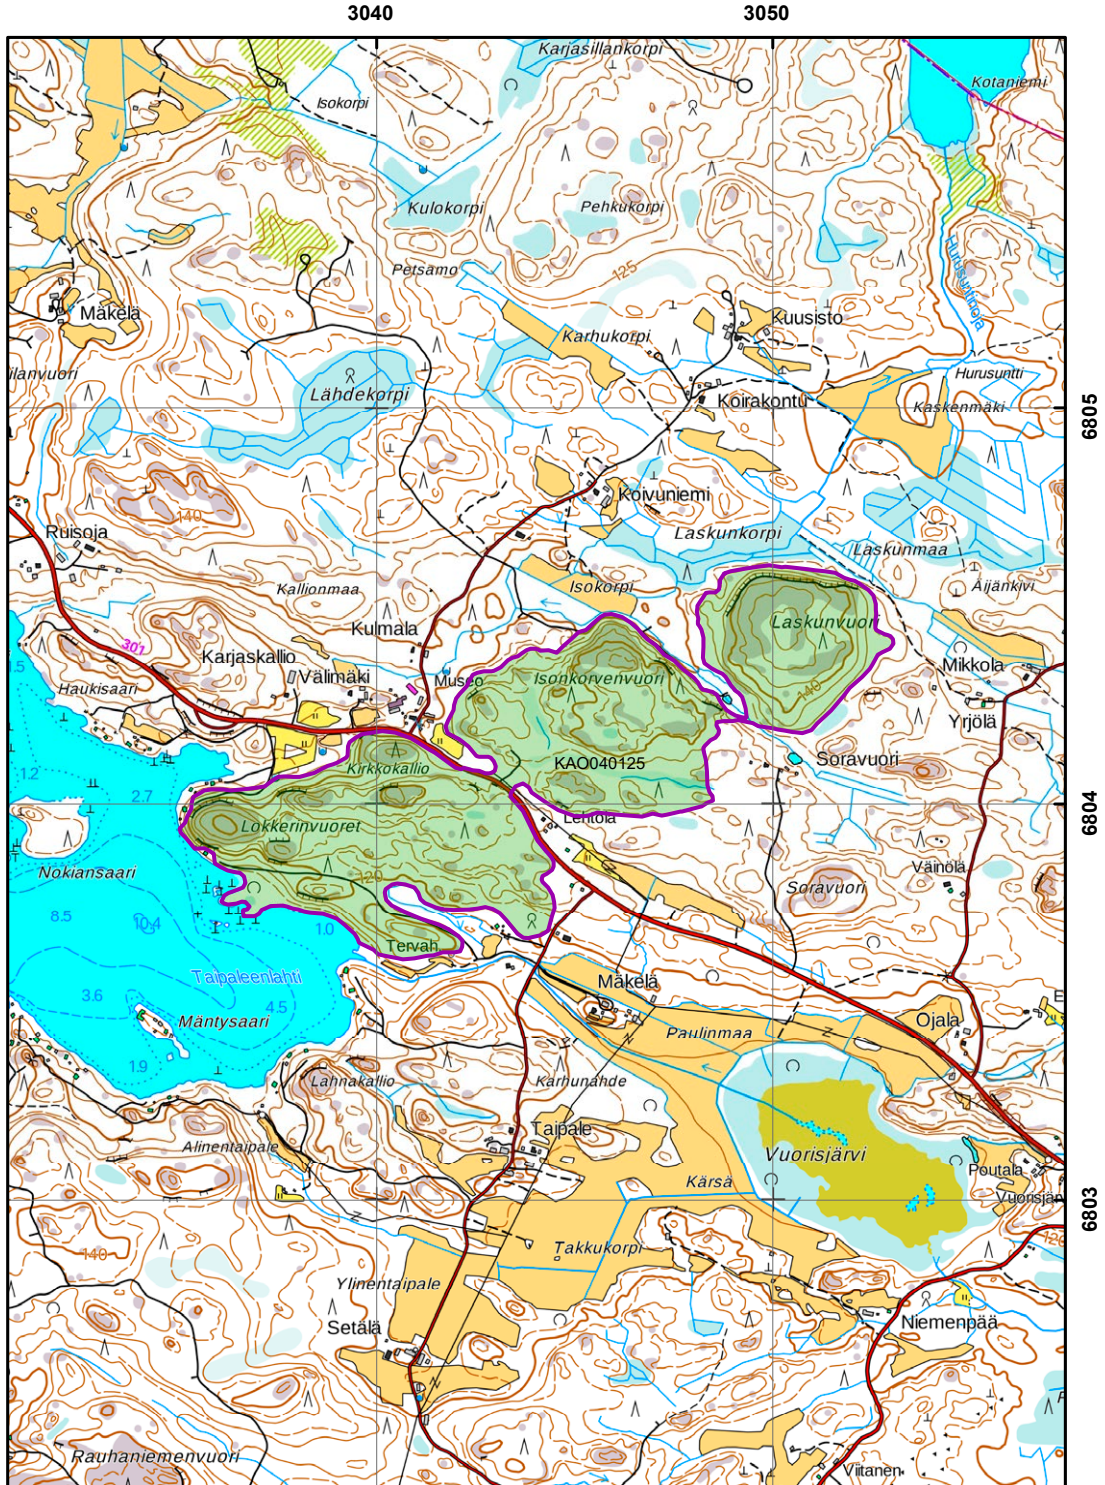 3040
3050
Karjasillankorpi
Kotaniemi
Isokorpi
Kulokorpi
Pehkukorpi
Petsamo
125
Hurusuntinoja
Mäkelä
Kuusisto
Karhukorpi
ilanvuori
Hurusuntti
Lähdekorpi
Koirakontu
Kaskenmäki
6805
Koivuniemi
140
Laskunkorpi
Ruisoja
Laskunmaa
Kallionmaa
Isokorpi
Äijänkivi
Kulmala
Laskunvuori
301
Karjaskallio
Mikkola
Välimäki
Museo
Isonkorvenvuori
140
Haukisaari
Yrjölä
1.5
Kirkkokallio
KAO040125
Soravuori
1.2
2.7
6804
Lokkerinvuoret
Lehtola
Nokiansaari
120
Väinölä
Soravuori
8.5
10.4
1.0
Tervah.
Taipaleenlahti
Mäkelä
3.6
4.5
Mäntysaari
Ojala
E
Paulinmaa
1.9
Lahnakallio
Karhunahde
Taipale
Alinentaipale
Vuorisjärvi
Kärsä
Poutala
Vuorisjär
6803
140
Takkukorpi
120
Ylinentaipale
Setälä
Niemenpää
Rauhaniemenvuori
Viitanen